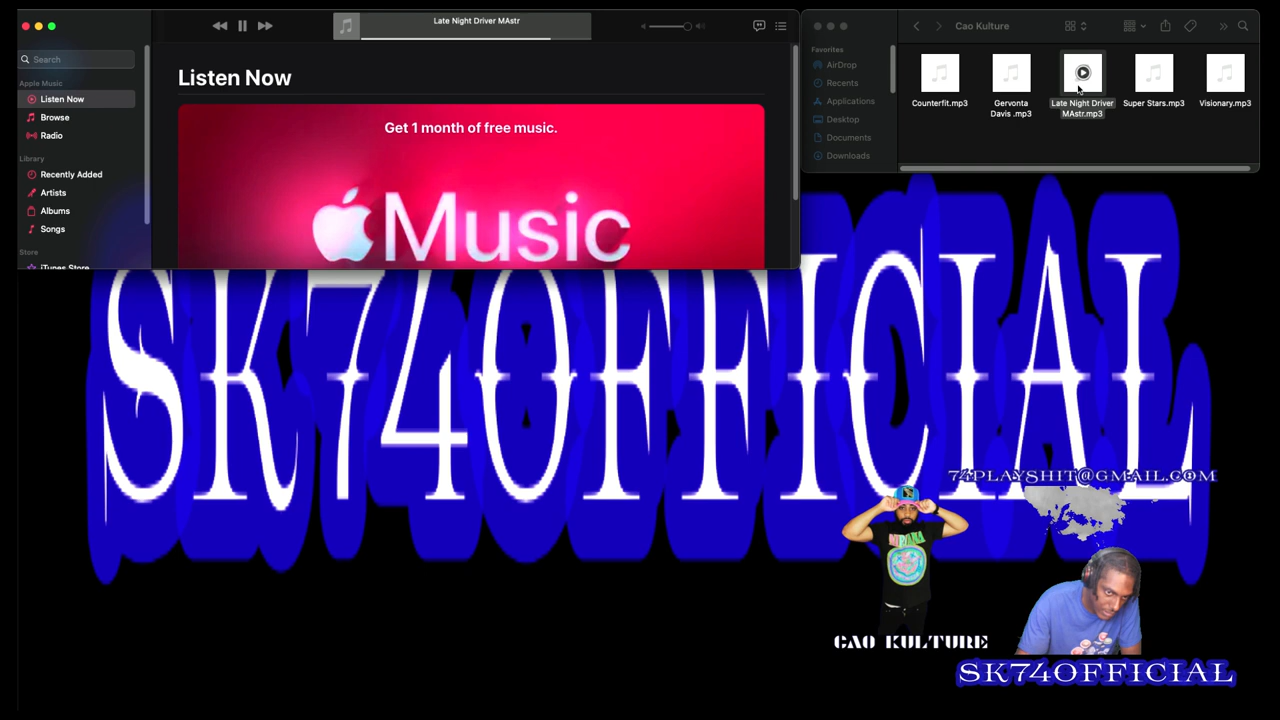 Late Night Driver MAstr
Search
Apple Music
Listen Now
Browse
Radio
Library
Recently Added
Artists
Albums
Songs
Store
iTunes Store
Listen Now
Get 1 month of free music.
Music
Cao Kulture
Favorites
AirDrop
Recents
Applications
Desktop
Documents
Downloads
Counterfit.mp3
Gervonta
Davis .mp3
Late Night Driver
MAstr.mp3
Super Stars.mp3
Visionary.mp3
SK74OFFICIAL
74PLAYSHIT@GMAIL.COM
NIRVANA
CAO KULTURE
SK74OFFICIAL